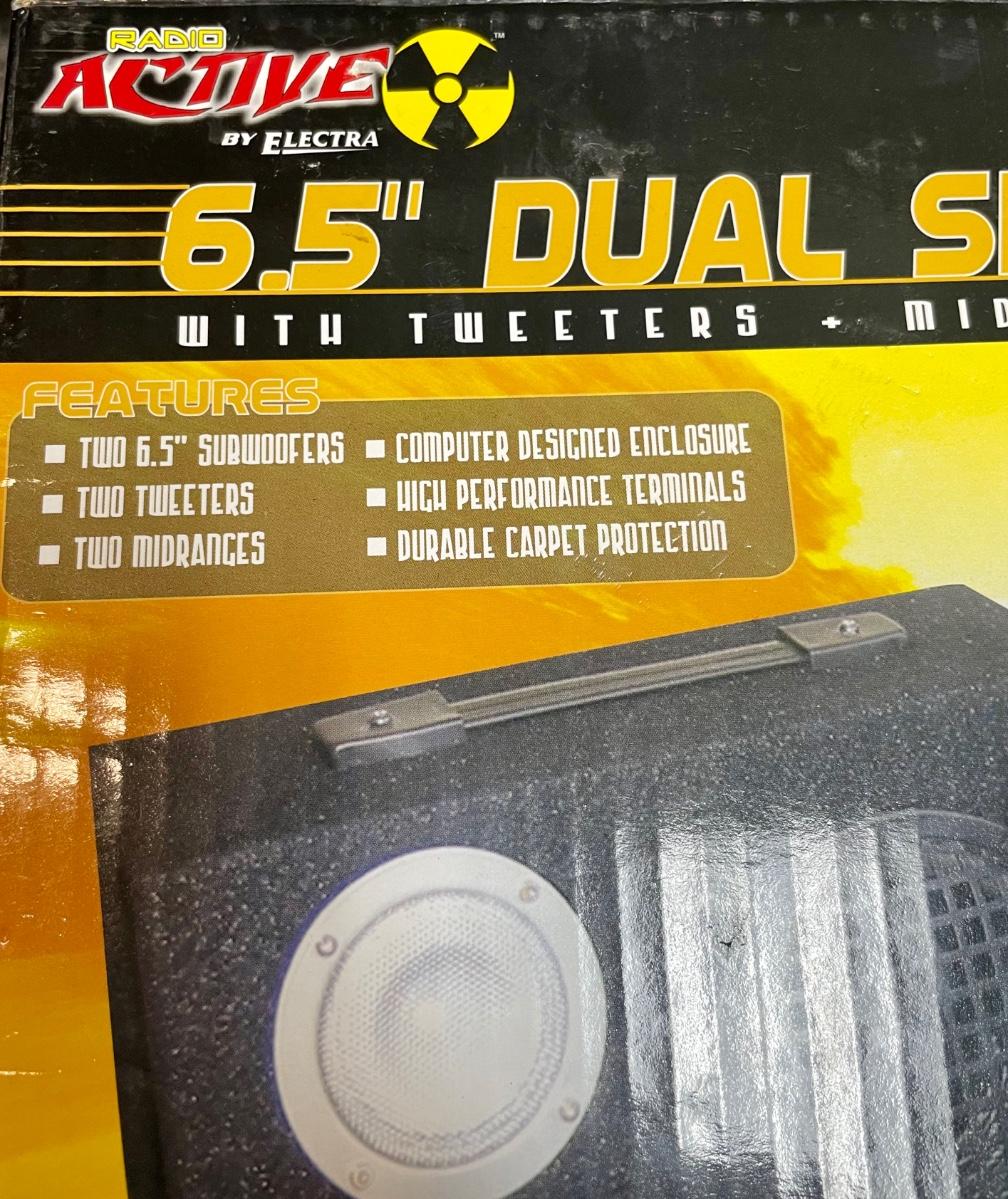 RADIO
ACTIVE
TM
BY ELECTRA
6.5" DUAL
WITH TWEETERS +
FEATURES
TWO 6.5" SUBWOOFERS
TWO TWEETERS
TWO MIDRANGES
COMPUTER DESIGNED ENCLOSURE
HIGH PERFORMANCE TERMINALS
DURABLE CARPET PROTECTION